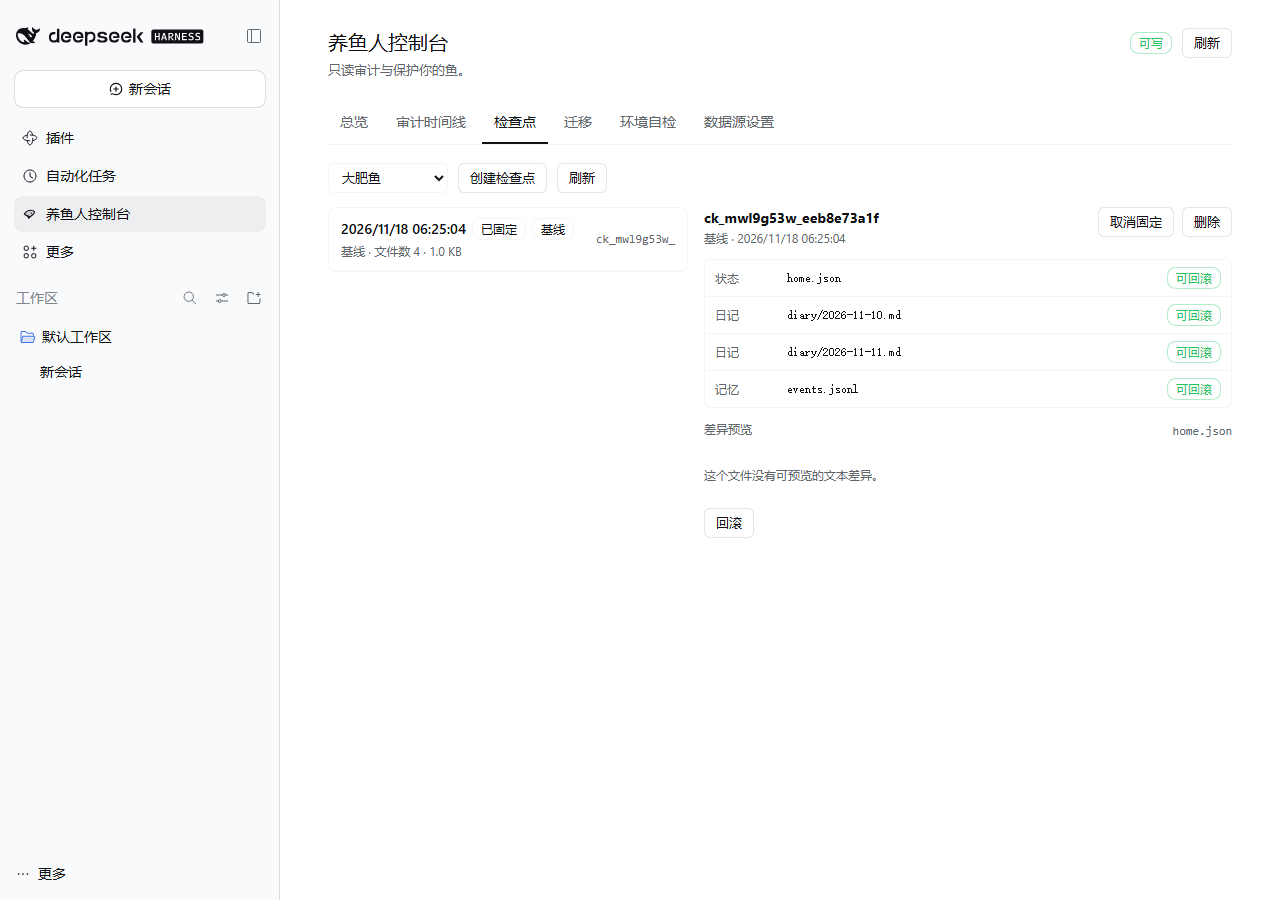 deepseek HARNESS
新会话
插件
自动化任务
养鱼人控制台
更多
工作区
默认工作区
新会话
更多
养鱼人控制台
只读审计与保护你的鱼。
可写
刷新
总览 审计时间线 检查点 迁移 环境自检 数据源设置
大肥鱼 创建检查点 刷新
2026/11/18 06:25:04 已固定 基线
基线 · 文件数 4 · 1.0 KB
ck_mwl9g53w_
ck_mwl9g53w_eeb8e73a1f
基线 · 2026/11/18 06:25:04
取消固定 删除
状态 home.json 可回滚
日记 diary/2026-11-10.md 可回滚
日记 diary/2026-11-11.md 可回滚
记忆 events.jsonl 可回滚
差异预览 home.json
这个文件没有可预览的文本差异。
回滚